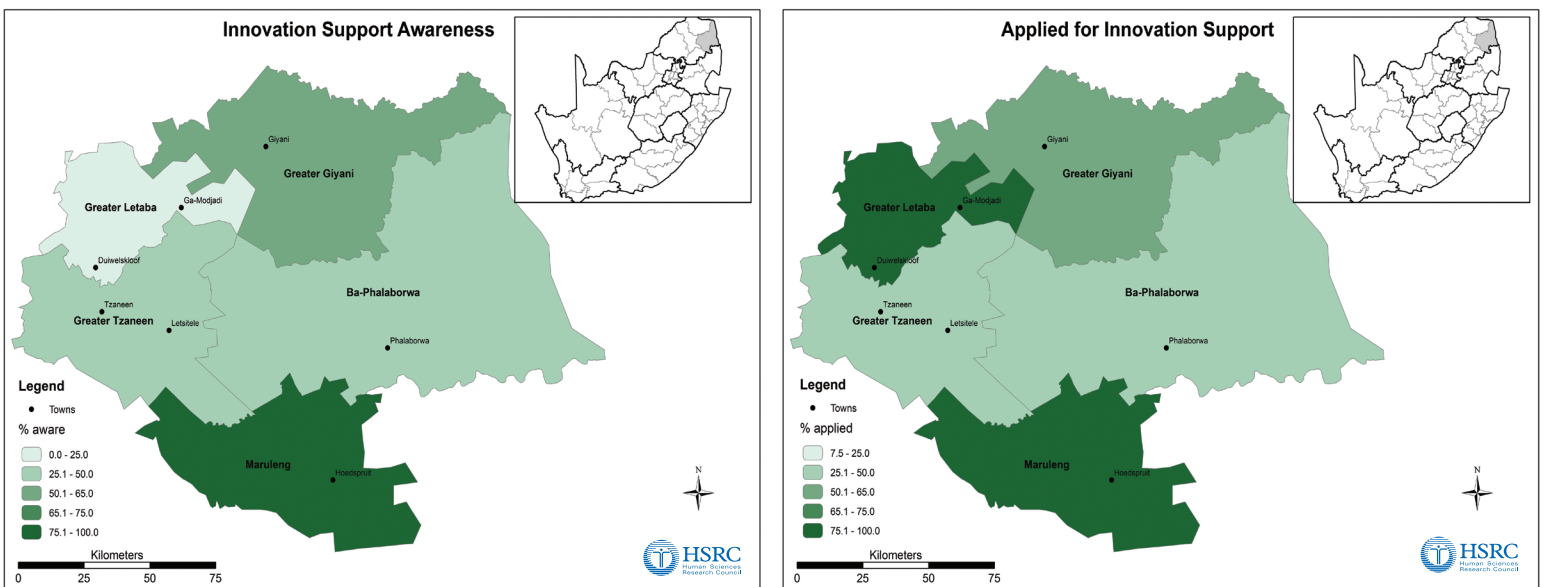 Innovation Support Awareness
Giyani
Greater Giyani
Greater Letaba
Ga-Modjadi
Duiwelskloof
Ba-Phalaborwa
Tzaneen
Greater Tzaneen
Letsitele
Phalaborwa
Legend
Towns
% aware
0.0 - 25.0
25.1 - 50.0
50.1 - 65.0
65.1 - 75.0
75.1 - 100.0
Maruleng
Hoedspruit
N
Kilometers
0 25 50 75
HSRC
Human Sciences
Research Council
Applied for Innovation Support
Giyani
Greater Giyani
Greater Letaba
Ga-Modjadi
Duiwelskloof
Ba-Phalaborwa
Tzaneen
Greater Tzaneen
Letsitele
Phalaborwa
Legend
Towns
% applied
7.5 - 25.0
25.1 - 50.0
50.1 - 65.0
65.1 - 75.0
75.1 - 100.0
Maruleng
Hoedspruit
N
Kilometers
0 25 50 75
HSRC
Human Sciences
Research Council